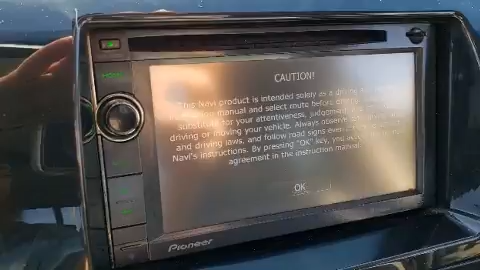 CAUTION!
This Navi product is intended solely as a driving
manual and select route before
substitute for your attentiveness, judgement
driving or moving your vehicle. Always observe
and driving laws, and follow road signs even
Navi's instructions. By pressing "OK" key, you
agreement in the instruction manual.
OK
Pioneer